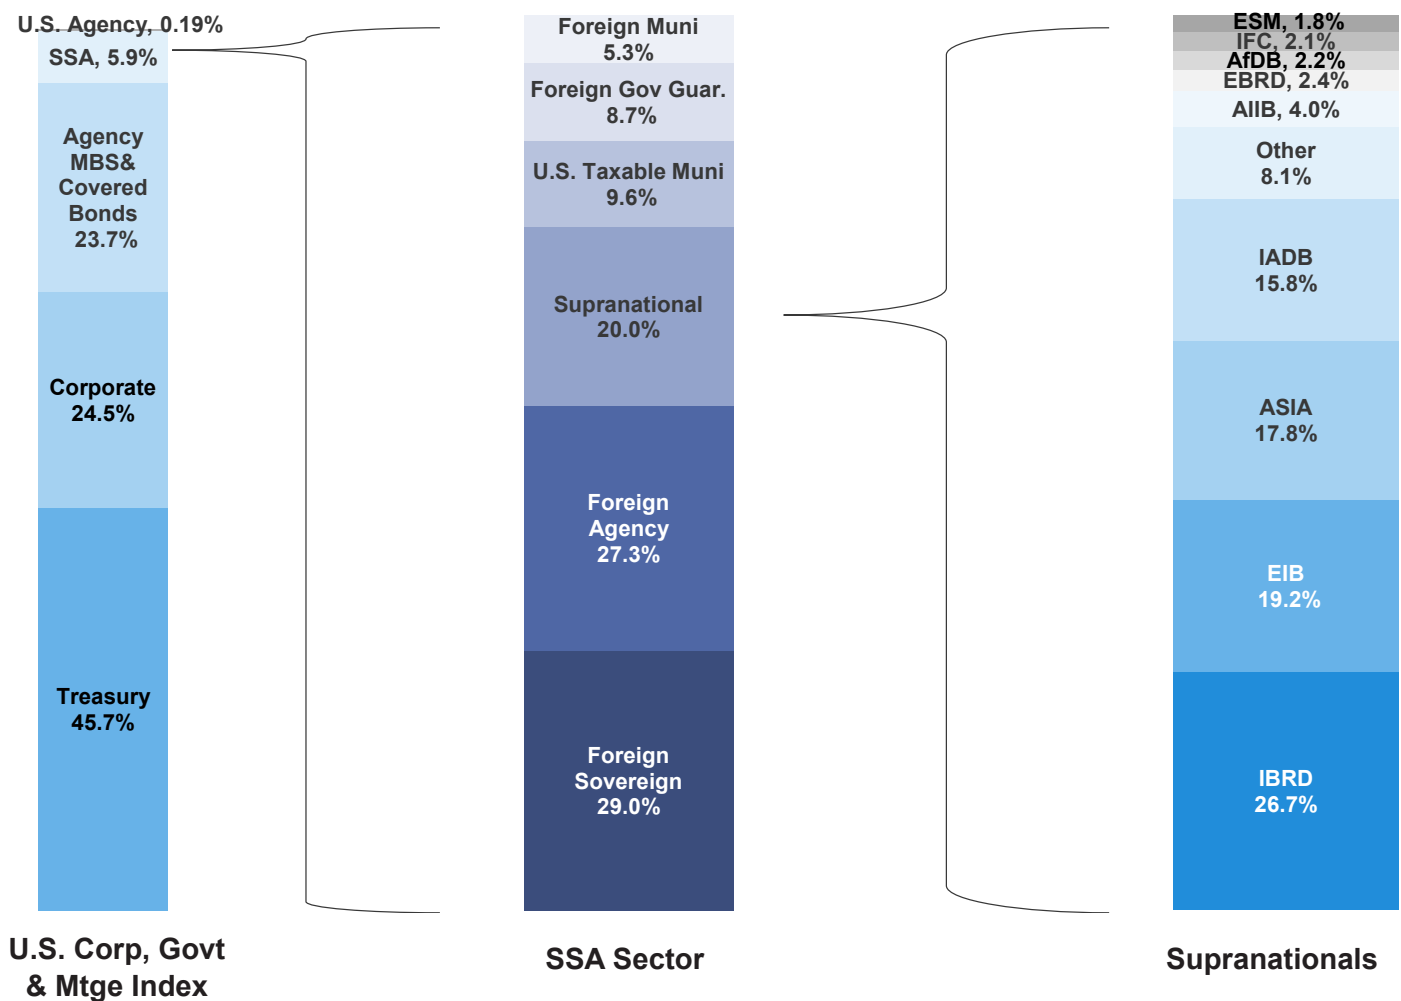 U.S. Agency, 0.19%
SSA, 5.9%
Agency
MBS&
Covered
Bonds
23.7%
Corporate
24.5%
Treasury
45.7%
U.S. Corp, Govt
& Mtge Index
Foreign Muni
5.3%
Foreign Gov Guar.
8.7%
U.S. Taxable Muni
9.6%
Supranational
20.0%
Foreign
Agency
27.3%
Foreign
Sovereign
29.0%
SSA Sector
ESM, 1.8%
IFC, 2.1%
AfDB, 2.2%
EBRD, 2.4%
AIIB, 4.0%
Other
8.1%
IADB
15.8%
ASIA
17.8%
EIB
19.2%
IBRD
26.7%
Supranationals